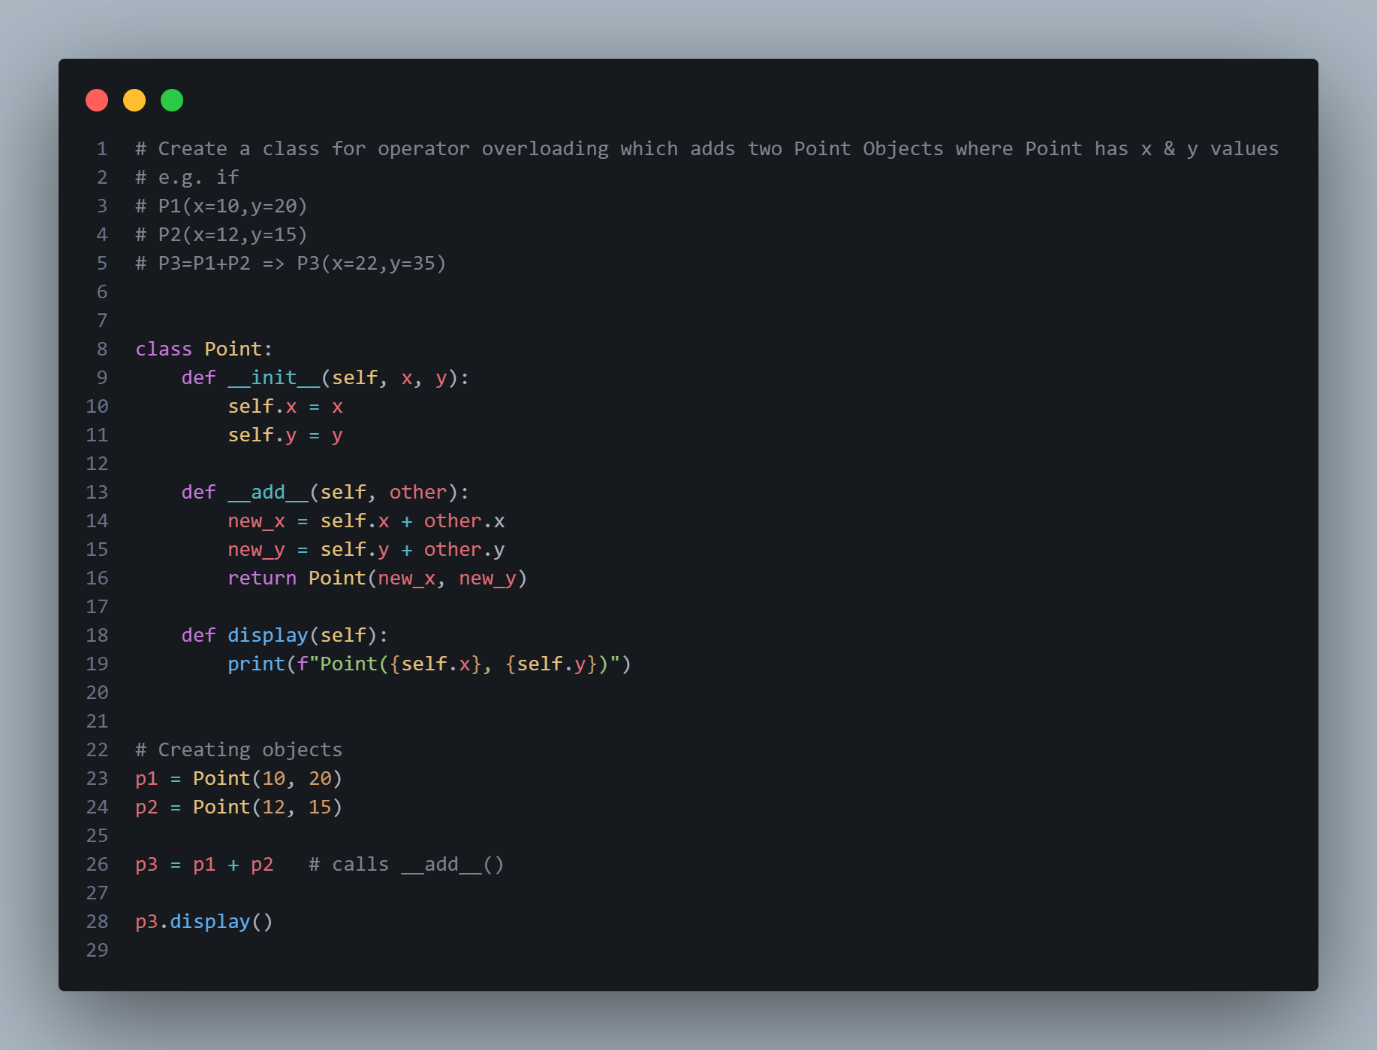 1 # Create a class for operator overloading which adds two Point Objects where Point has x & y values
2 # e.g. if
3 # P1(x=10,y=20)
4 # P2(x=12,y=15)
5 # P3=P1+P2 => P3(x=22,y=35)
6
7
8 class Point:
9     def __init__(self, x, y):
10         self.x = x
11         self.y = y
12
13     def __add__(self, other):
14         new_x = self.x + other.x
15         new_y = self.y + other.y
16         return Point(new_x, new_y)
17
18     def display(self):
19         print(f"Point({self.x}, {self.y})")
20
21
22 # Creating objects
23 p1 = Point(10, 20)
24 p2 = Point(12, 15)
25
26 p3 = p1 + p2   # calls __add__()
27
28 p3.display()
29